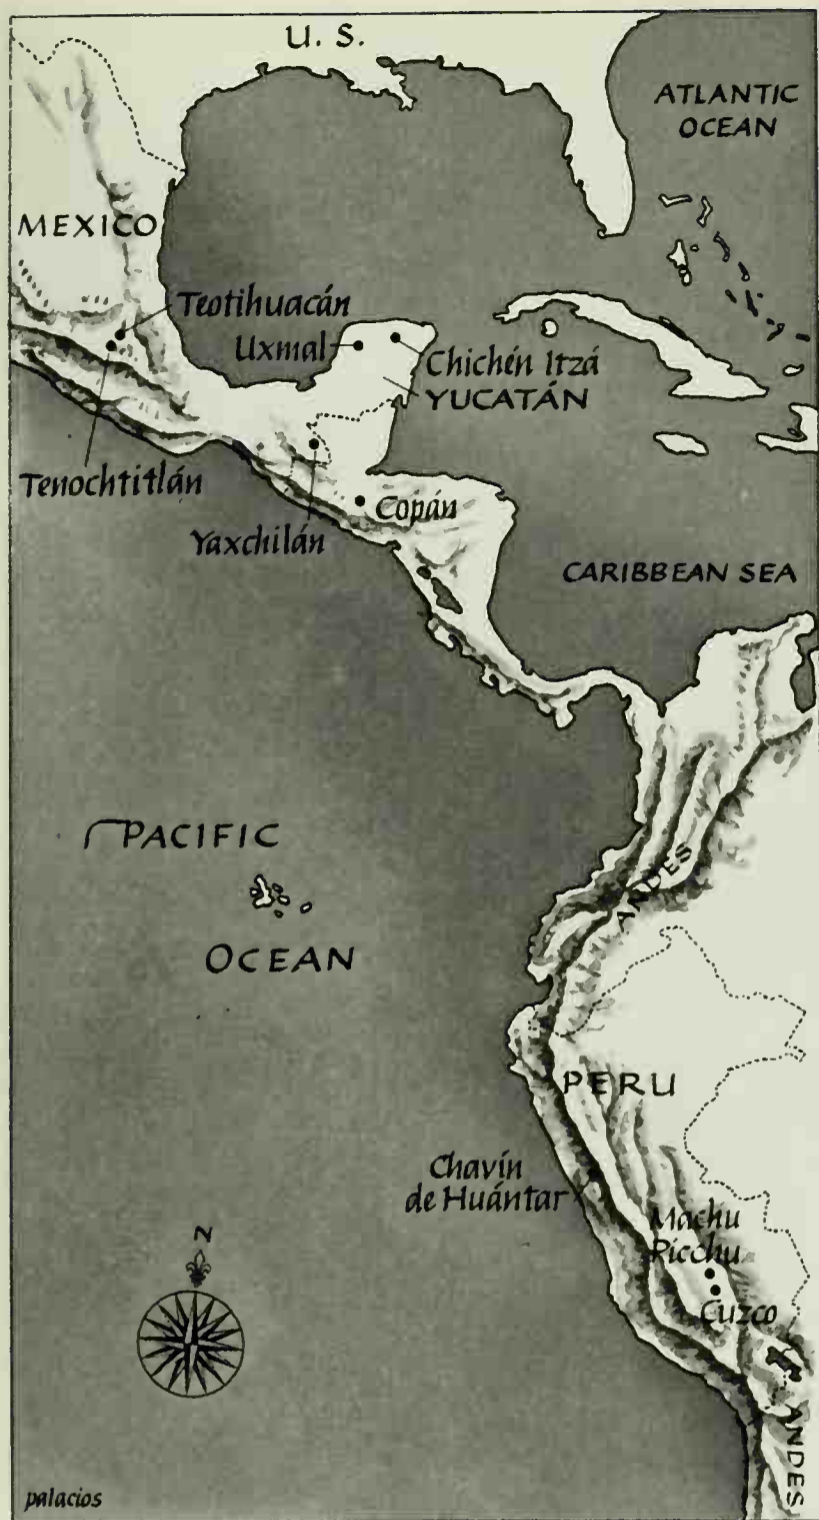 U. S.
ATLANTIC
OCEAN
MEXICO
Teotihuacán
Uxmal
Chichén Itzá
YUCATÁN
Tenochtitlán
Yaxchilán
Copán
CARIBBEAN SEA
PACIFIC
OCEAN
ANDES
PERU
Chavín
de Huántar
Machu
Picchu
Cuzco
N
ANDES
palacios